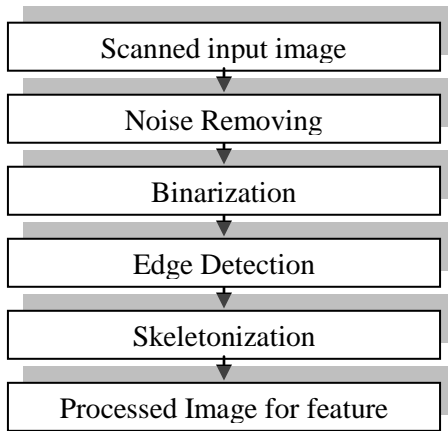 Scanned input image
Noise Removing
Binarization
Edge Detection
Skeletonization
Processed Image for feature